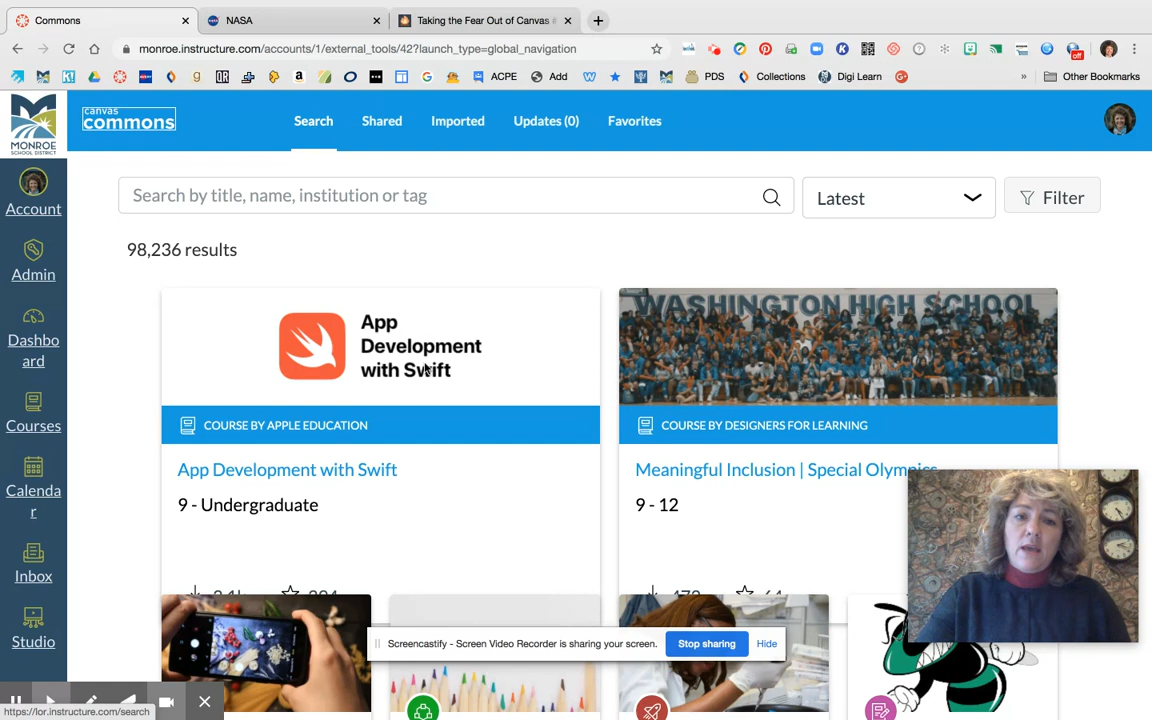 Commons
NASA
Taking the Fear Out of Canvas
monroe.instructure.com/accounts/1/external_tools/42?launch_type=global_navigation
ACPE
Add
PDS
Collections
Digi Learn
Other Bookmarks
MONROE
SCHOOL DISTRICT
canvas
commons
Search
Shared
Imported
Updates (0)
Favorites
Account
Admin
Dashbo
ard
Courses
Calenda
r
Inbox
Studio
Search by title, name, institution or tag
Latest
Filter
98,236 results
App
Development
with Swift
COURSE BY APPLE EDUCATION
App Development with Swift
9 - Undergraduate
WASHINGTON HIGH SCHOOL
COURSE BY DESIGNERS FOR LEARNING
Meaningful Inclusion | Special Olympics
9 - 12
Screencastify - Screen Video Recorder is sharing your screen.
Stop sharing
Hide
https://lor.instructure.com/search